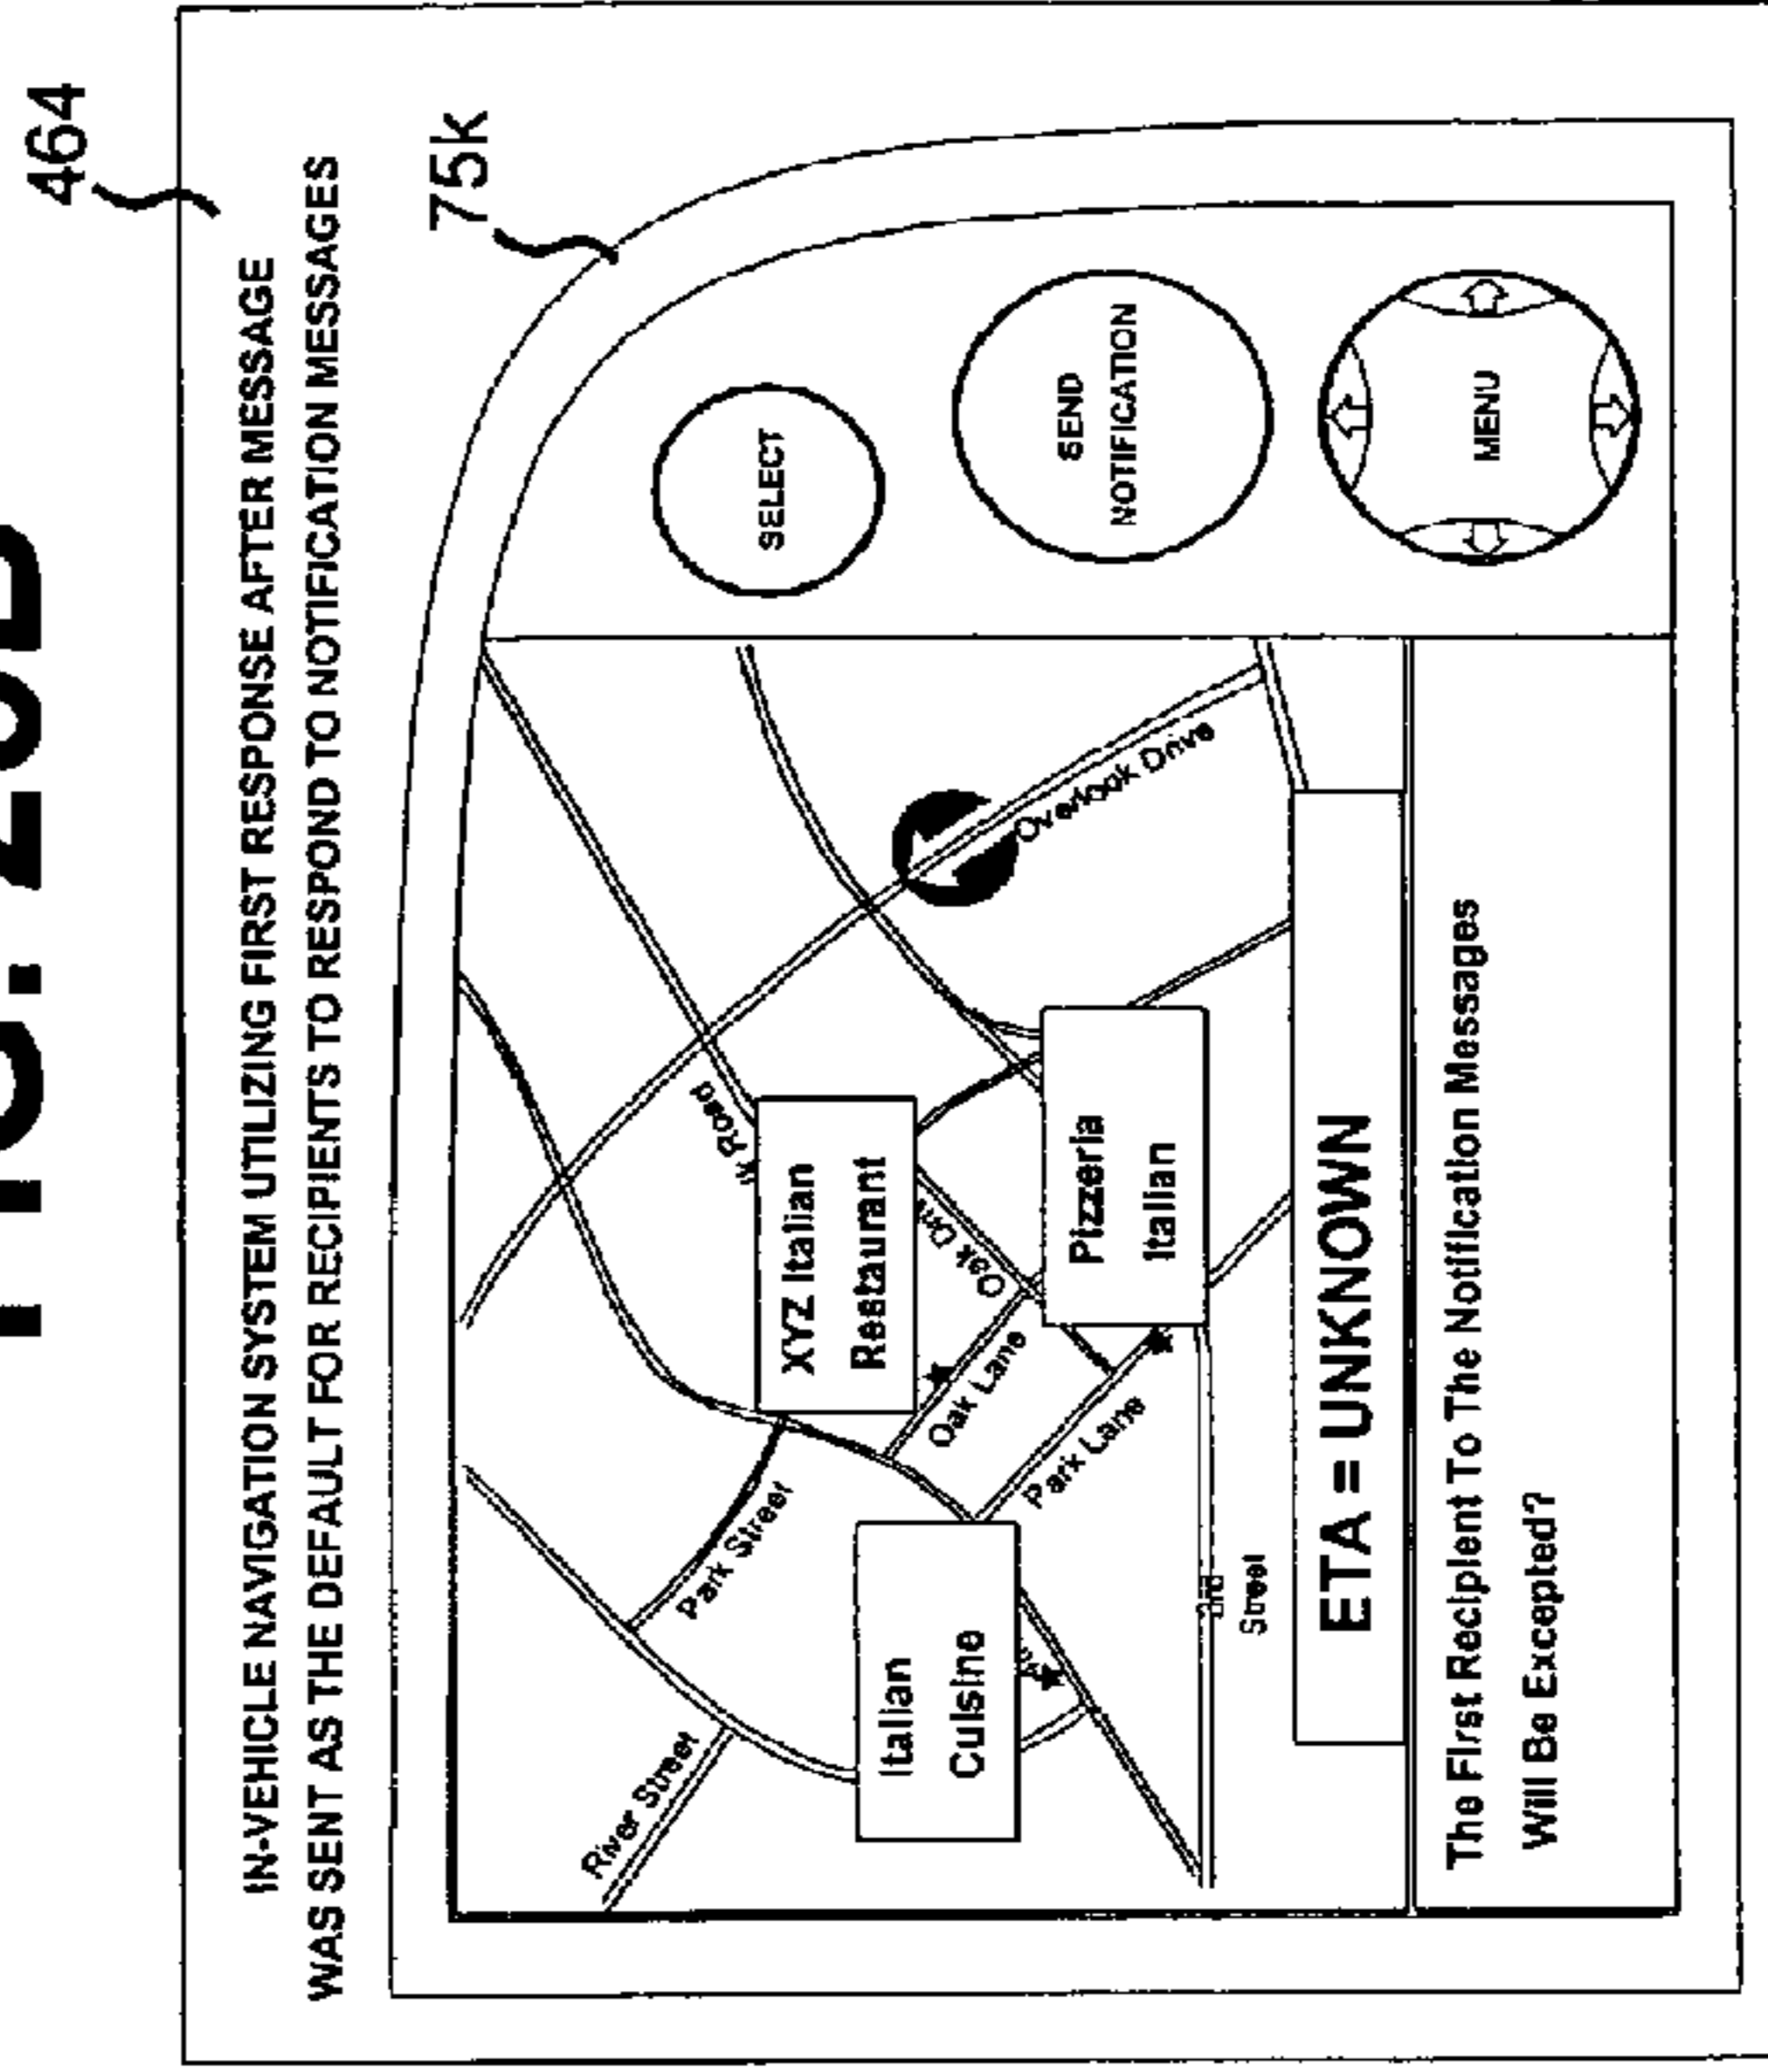 464
IN-VEHICLE NAVIGATION SYSTEM UTILIZING FIRST RESPONSE AFTER MESSAGE
WAS SENT AS THE DEFAULT FOR RECIPIENTS TO RESPOND TO NOTIFICATION MESSAGES
75k
SELECT
SEND
NOTIFICATION
MENU
River Street
Park Street
Road
XYZ Italian
Restaurant
Oak
Overlook Drive
Oak Lane
Park Lane
Pizzeria
Italian
Italian
Cuisine
Street
ETA = UNKNOWN
The First Recipient To The Notification Messages
Will Be Excepted?